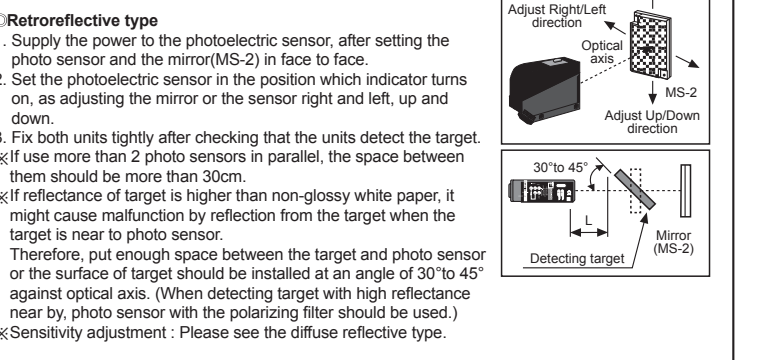 ◎Retroreflective type
. Supply the power to the photoelectric sensor, after setting the
photo sensor and the mirror(MS-2) in face to face.
2. Set the photoelectric sensor in the position which indicator turns
on, as adjusting the mirror or the sensor right and left, up and
down.
3. Fix both units tightly after checking that the units detect the target.
※If use more than 2 photo sensors in parallel, the space between
them should be more than 30cm.
※If reflectance of target is higher than non-glossy white paper, it
might cause malfunction by reflection from the target when the
target is near to photo sensor.
Therefore, put enough space between the target and photo sensor
or the surface of target should be installed at an angle of 30°to 45°
against optical axis. (When detecting target with high reflectance
near by, photo sensor with the polarizing filter should be used.)
※Sensitivity adjustment : Please see the diffuse reflective type.
Adjust Right/Left
direction
Optical
axis
MS-2
Adjust Up/Down
direction
30°to 45°
L
Mirror
(MS-2)
Detecting target